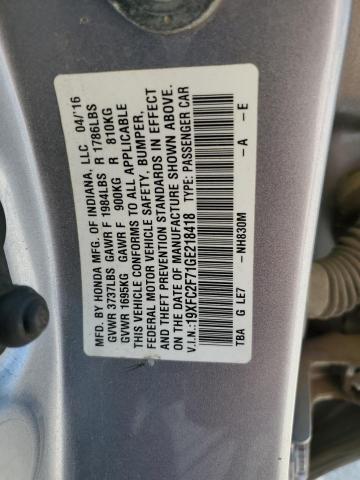 MFD. BY HONDA MFG. OF INDIANA, LLC 04/16
GVWR 3737LBS GAWR F 1984LBS R 1786LBS
GVWR 1695KG GAWR F 900KG R 810KG
THIS VEHICLE CONFORMS TO ALL APPLICABLE
FEDERAL MOTOR VEHICLE SAFETY, BUMPER,
AND THEFT PREVENTION STANDARDS IN EFFECT
ON THE DATE OF MANUFACTURE SHOWN ABOVE.
V.I.N.: 19XFC2F71GE218418 TYPE: PASSENGER CAR
TBA G LE7 -NH830M -A -E